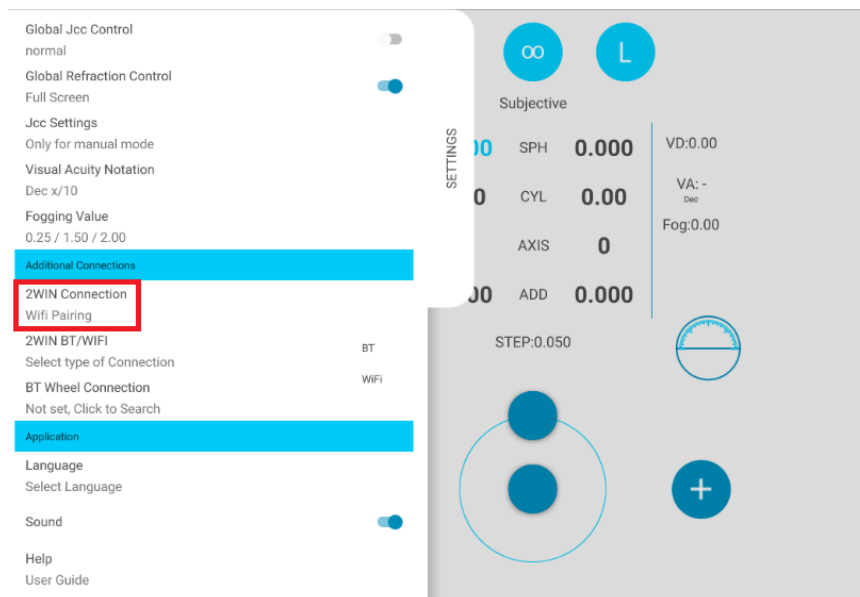 Global Jcc Control
normal
Global Refraction Control
Full Screen
Jcc Settings
Only for manual mode
Visual Acuity Notation
Dec x/10
Fogging Value
0.25 / 1.50 / 2.00
Additional Connections
2WIN Connection
Wifi Pairing
2WIN BT/WIFI
Select type of Connection
BT
WiFi
BT Wheel Connection
Not set, Click to Search
Application
Language
Select Language
Sound
Help
User Guide
SETTINGS
∞
L
Subjective
00 SPH 0.000
0 CYL 0.00
AXIS 0
00 ADD 0.000
VD:0.00
VA: -
Dec
Fog:0.00
STEP:0.050
+